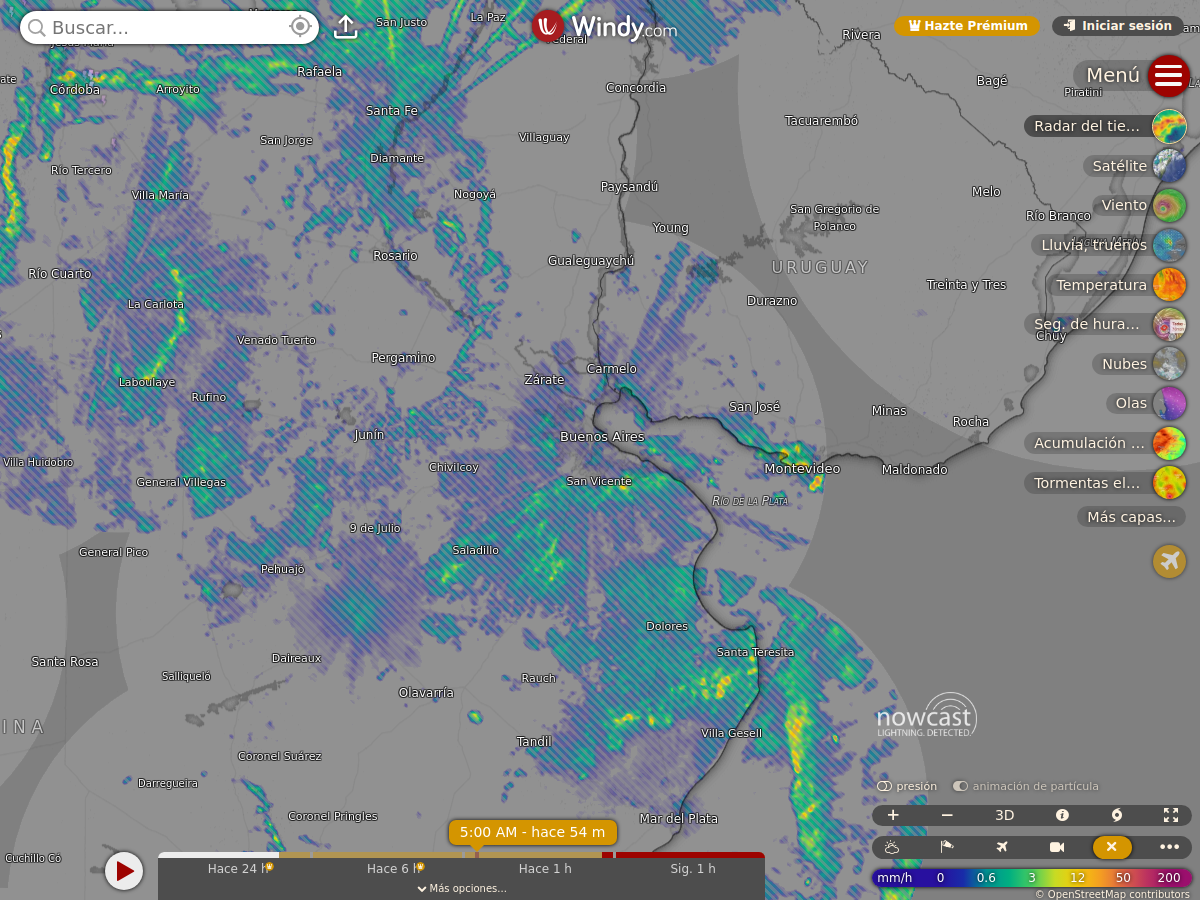 Buscar...
San Justo
La Paz
Federal
Windy.com
Rivera
Hazte Prémium
Iniciar sesión
Menú
Rafaela
Córdoba
Arroyito
Concordia
Bagé
Piratini
Santa Fe
Tacuarembó
Radar del tie...
San Jorge
Villaguay
Diamante
Satélite
Río Tercero
Villa María
Nogoyá
Paysandú
Melo
Viento
San Gregorio de
Polanco
Río Branco
Young
Lluvia, truenos
Rosario
Gualeguaychú
URUGUAY
Río Cuarto
Treinta y Tres
Temperatura
La Carlota
Durazno
Seg. de hura...
Chuy
Venado Tuerto
Pergamino
Nubes
Carmelo
Zárate
Laboulaye
Rufino
San José
Minas
Olas
Rocha
Junín
Buenos Aires
Acumulación ...
Villa Huidobro
Chivilcoy
Montevideo
Maldonado
General Villegas
San Vicente
Tormentas el...
Río de la Plata
Más capas...
9 de Julio
General Pico
Saladillo
Pehuajó
Dolores
Santa Rosa
Daireaux
Santa Teresita
Salliqueló
Rauch
Olavarría
INA
nowcast
LIGHTNING. DETECTED.
Villa Gesell
Tandil
Coronel Suárez
Darregueira
presión
animación de partícula
Coronel Pringles
Mar del Plata
3D
5:00 AM - hace 54 m
Cuchillo Có
Hace 24 h
Hace 6 h
Hace 1 h
Sig. 1 h
Más opciones...
mm/h 0 0.6 3 12 50 200
© OpenStreetMap contributors